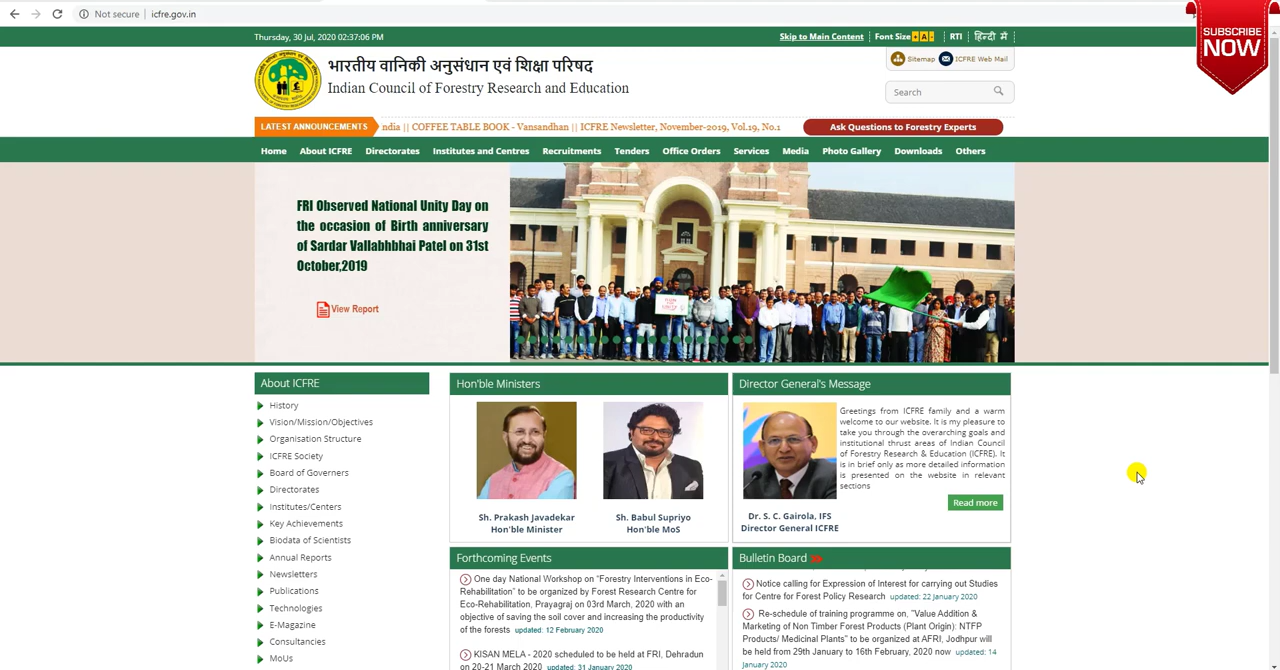 Not secure | icfre.gov.in
SUBSCRIBE
NOW
Thursday, 30 Jul, 2020 02:37:06 PM
Skip to Main Content
Font Size + A -
RTI
हिन्दी में
भारतीय वानिकी अनुसंधान एवं शिक्षा परिषद
Indian Council of Forestry Research and Education
Sitemap
ICFRE Web Mail
Search
LATEST ANNOUNCEMENTS
ndia || COFFEE TABLE BOOK - Vansandhan || ICFRE Newsletter, November-2019, Vol.19, No.1
Ask Questions to Forestry Experts
Home About ICFRE Directorates Institutes and Centres Recruitments Tenders Office Orders Services Media Photo Gallery Downloads Others
FRI Observed National Unity Day on
the occasion of Birth anniversary
of Sardar Vallabhbhai Patel on 31st
October,2019
View Report
About ICFRE
History
Vision/Mission/Objectives
Organisation Structure
ICFRE Society
Board of Governers
Directorates
Institutes/Centers
Key Achievements
Biodata of Scientists
Annual Reports
Newsletters
Publications
Technologies
E-Magazine
Consultancies
MoUs
Hon'ble Ministers
Sh. Prakash Javadekar
Hon'ble Minister
Sh. Babul Supriyo
Hon'ble MoS
Director General's Message
Greetings from ICFRE family and a warm
welcome to our website. It is my pleasure to
take you through the overarching goals and
institutional thrust areas of Indian Council
of Forestry Research & Education (ICFRE). It
is in brief only as more detailed information
is presented on the website in relevant
sections
Read more
Dr. S. C. Gairola, IFS
Director General ICFRE
Forthcoming Events
One day National Workshop on "Forestry Interventions in Eco-
Rehabilitation" to be organized by Forest Research Centre for
Eco-Rehabilitation, Prayagraj on 03rd March, 2020 with an
objective of saving the soil cover and increasing the productivity
of the forests updated: 12 February 2020
KISAN MELA - 2020 scheduled to be held at FRI, Dehradun
on 20-21 March 2020 updated: 31 January 2020
Bulletin Board
Notice calling for Expression of Interest for carrying out Studies
for Centre for Forest Policy Research updated: 22 January 2020
Re-schedule of training programme on, "Value Addition &
Marketing of Non Timber Forest Products (Plant Origin): NTFP
Products/ Medicinal Plants" to be organized at AFRI, Jodhpur will
be held from 29th January to 16th February, 2020 now updated: 14
January 2020